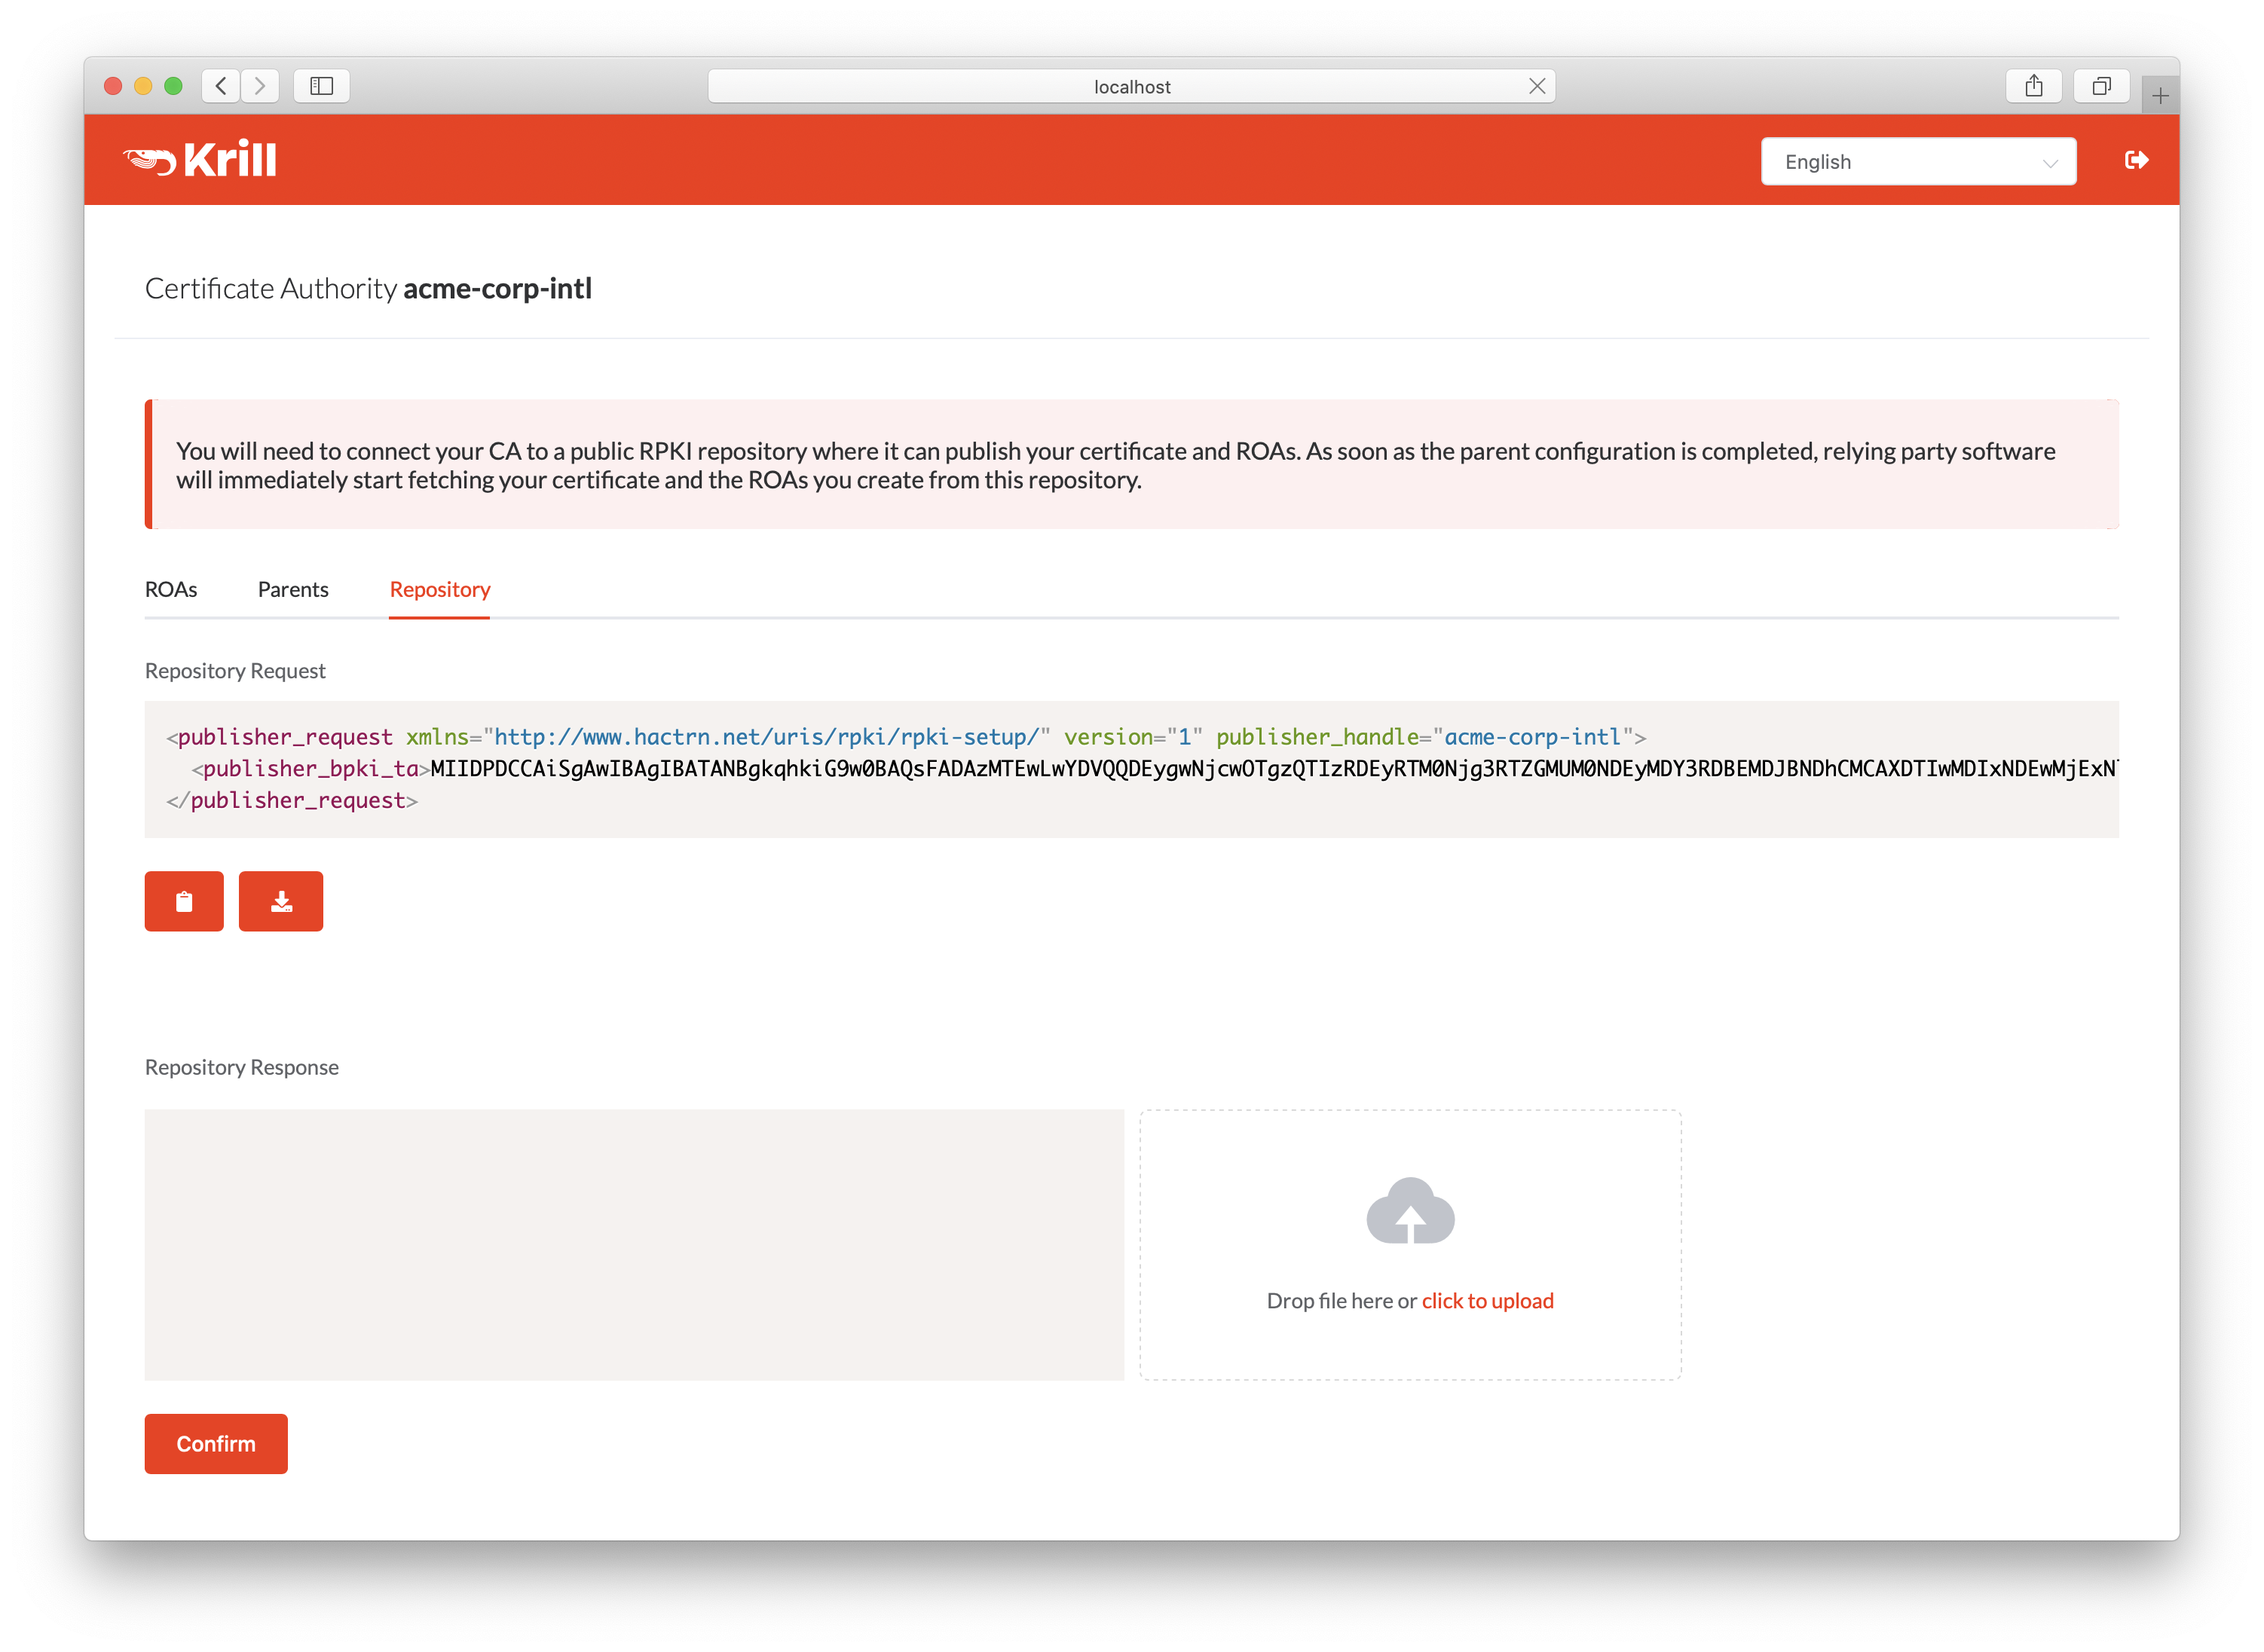 localhost
Krill
English
Certificate Authority acme-corp-intl
You will need to connect your CA to a public RPKI repository where it can publish your certificate and ROAs. As soon as the parent configuration is completed, relying party software
will immediately start fetching your certificate and the ROAs you create from this repository.
ROAs Parents Repository
Repository Request
<publisher_request xmlns="http://www.hactrn.net/uris/rpki/rpki-setup/" version="1" publisher_handle="acme-corp-intl">
<publisher_bpki_ta>MIIDPDCCAiSgAwIBAgIBATANBgkqhkiG9w0BAQsFADAzMTEwLwYDVQQDEygwNjcwOTgzQTIzRDEyRTM0Njg3RTZGMUM0NDEyMDY3RDBEMDJBNDhCMCAXDTIwMDIxNDEwMjExN
</publisher_request>
Repository Response
Drop file here or click to upload
Confirm